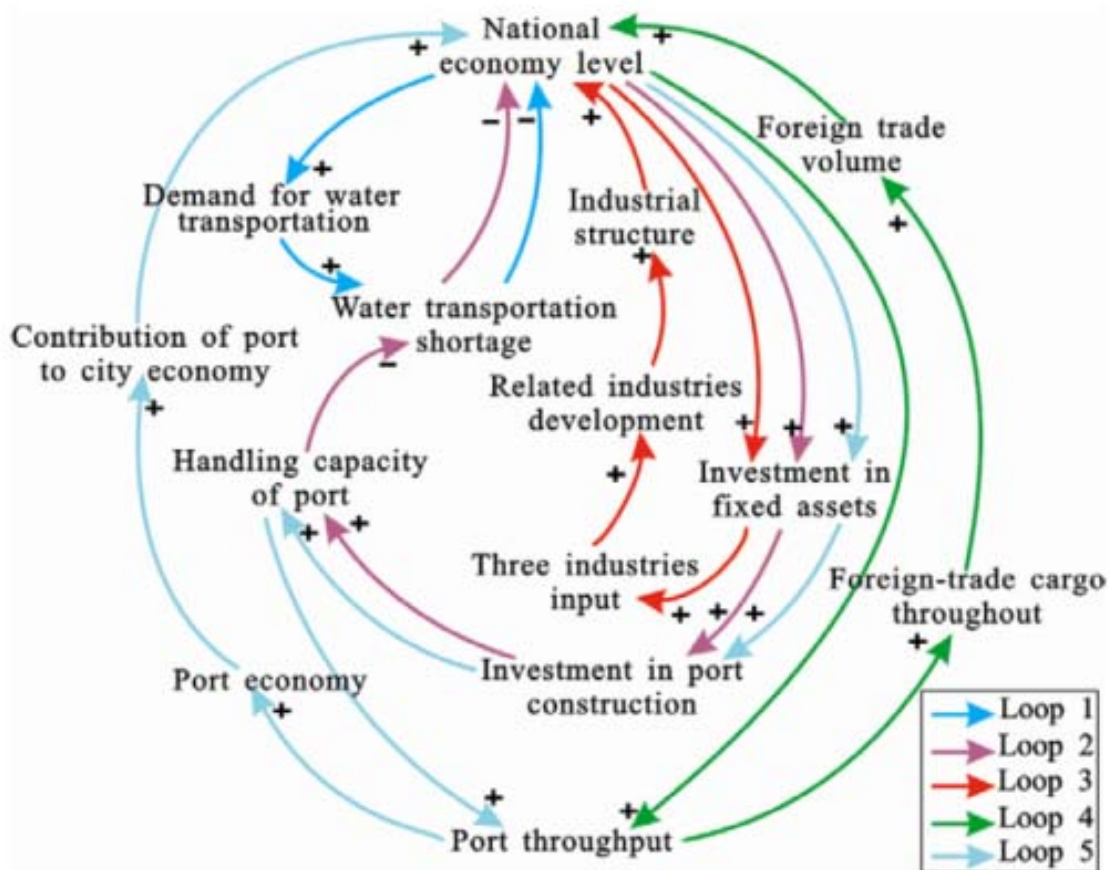 National
economy level
Foreign trade
volume
Demand for water
transportation
Industrial
structure
Water transportation
shortage
Contribution of port
to city economy
Related industries
development
Handling capacity
of port
Investment in
fixed assets
Three industries
input
Foreign-trade cargo
throughout
Investment in port
construction
Port economy
Port throughput
Loop 1
Loop 2
Loop 3
Loop 4
Loop 5
+
+
-
-
+
+
+
+
+
+
-
+
+
+
+
+
+
+
+
+
+
+
+
+
+